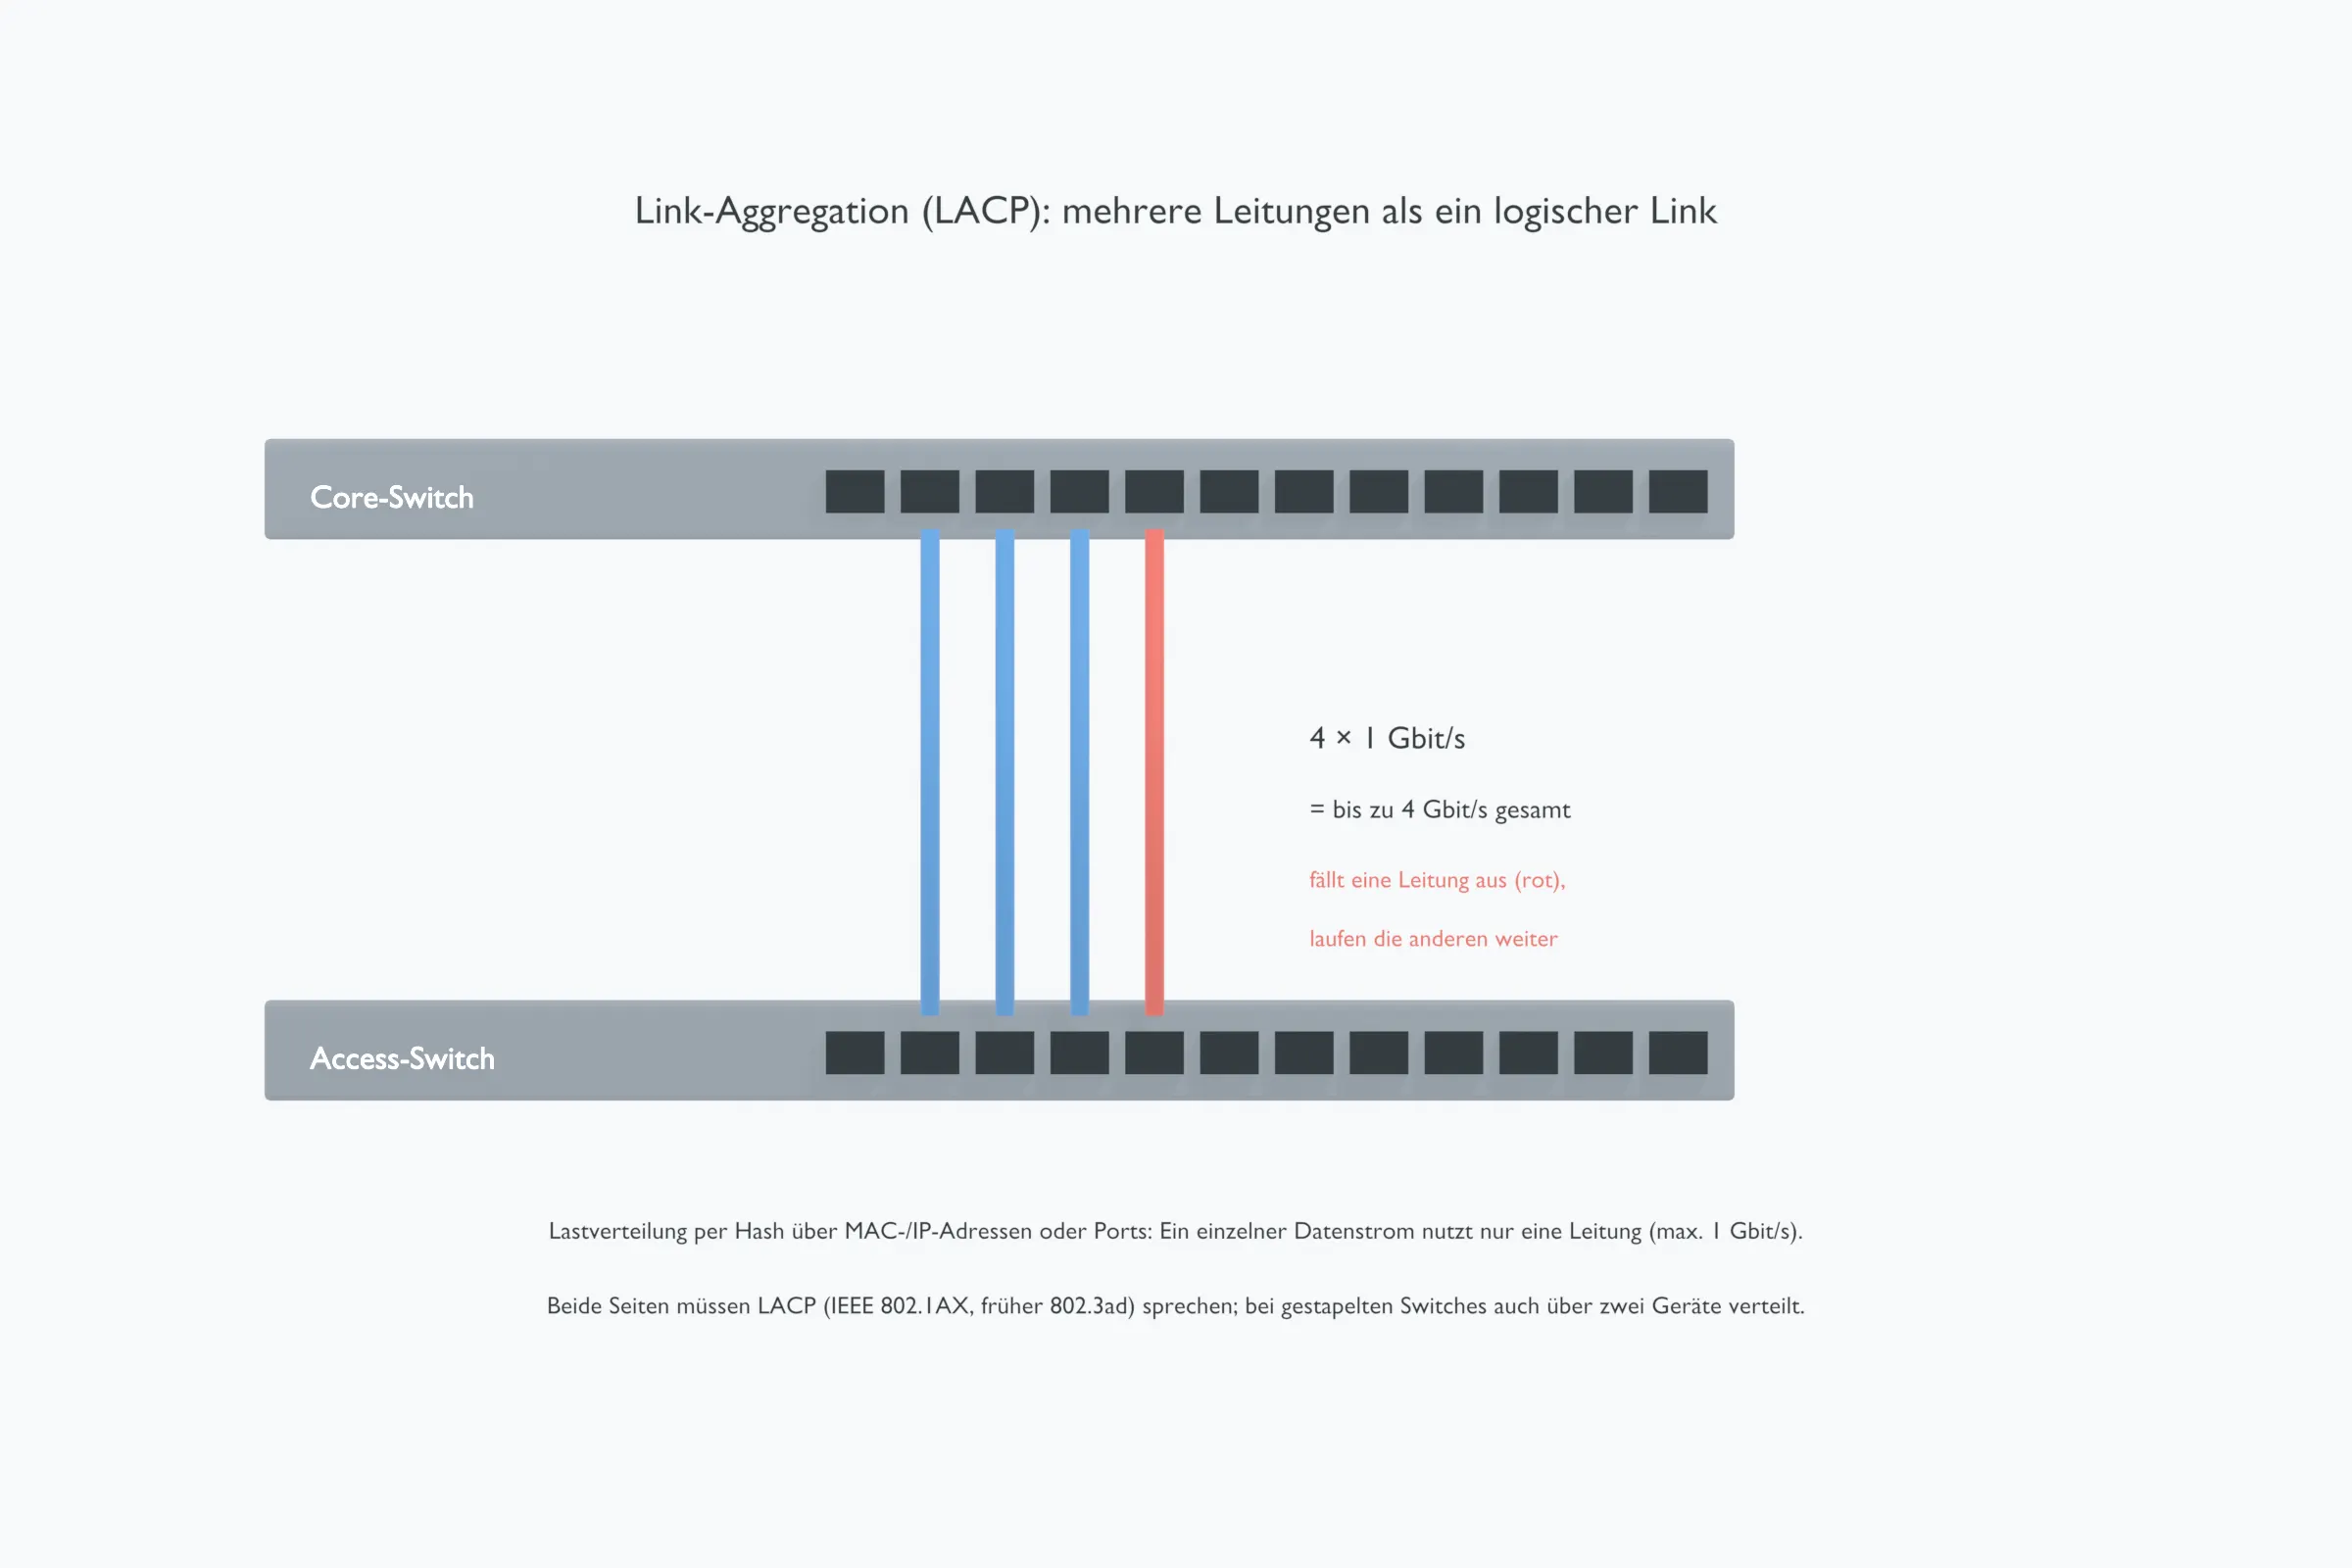 Link-Aggregation (LACP): mehrere Leitungen als ein logischer Link
Core-Switch
4 × 1 Gbit/s
= bis zu 4 Gbit/s gesamt
fällt eine Leitung aus (rot),
laufen die anderen weiter
Access-Switch
Lastverteilung per Hash über MAC-/IP-Adressen oder Ports: Ein einzelner Datenstrom nutzt nur eine Leitung (max. 1 Gbit/s).
Beide Seiten müssen LACP (IEEE 802.1AX, früher 802.3ad) sprechen; bei gestapelten Switches auch über zwei Geräte verteilt.